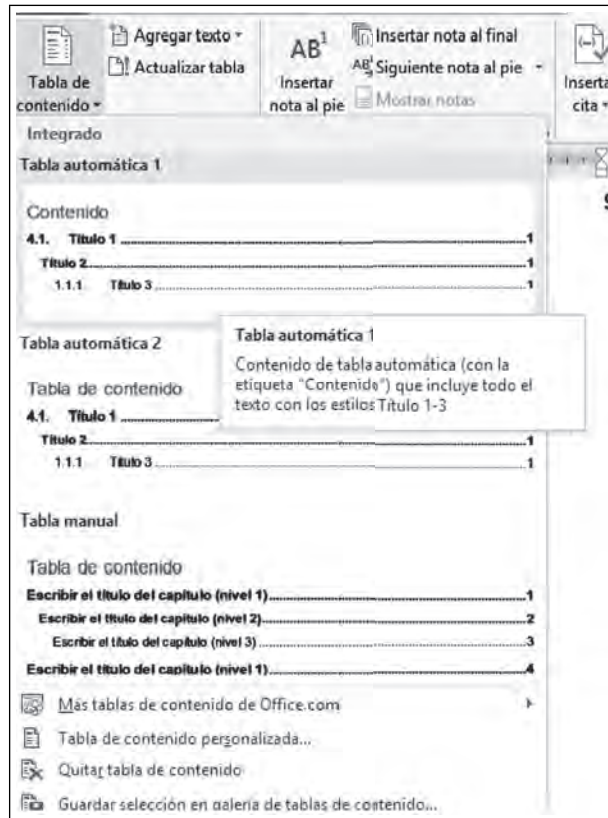 Agregar texto
Actualizar tabla
Tabla de
contenido
AB¹
Insertar
nota al pie
Insertar nota al final
AB Siguiente nota al pie
Mostrar notas
Inserta
cita
Integrado
Tabla automática 1
Contenido
4.1. Título 1 ........ 1
Título 2 ........ 1
1.1.1 Título 3 ........ 1
Tabla automática 2
Tabla de contenido
4.1. Título 1 ........
Título 2 ........ 1
1.1.1 Título 3 ........ 1
Tabla automática 1
Contenido de tabla automática (con la
etiqueta "Contenido") que incluye todo el
texto con los estilos Título 1-3
Tabla manual
Tabla de contenido
Escribir el título del capítulo (nivel 1) ........ 1
Escribir el título del capítulo (nivel 2) ........ 2
Escribir el título del capítulo (nivel 3) ........ 3
Escribir el título del capítulo (nivel 1) ........ 4
Más tablas de contenido de Office.com
Tabla de contenido personalizada...
Quitar tabla de contenido
Guardar selección en galería de tablas de contenido...